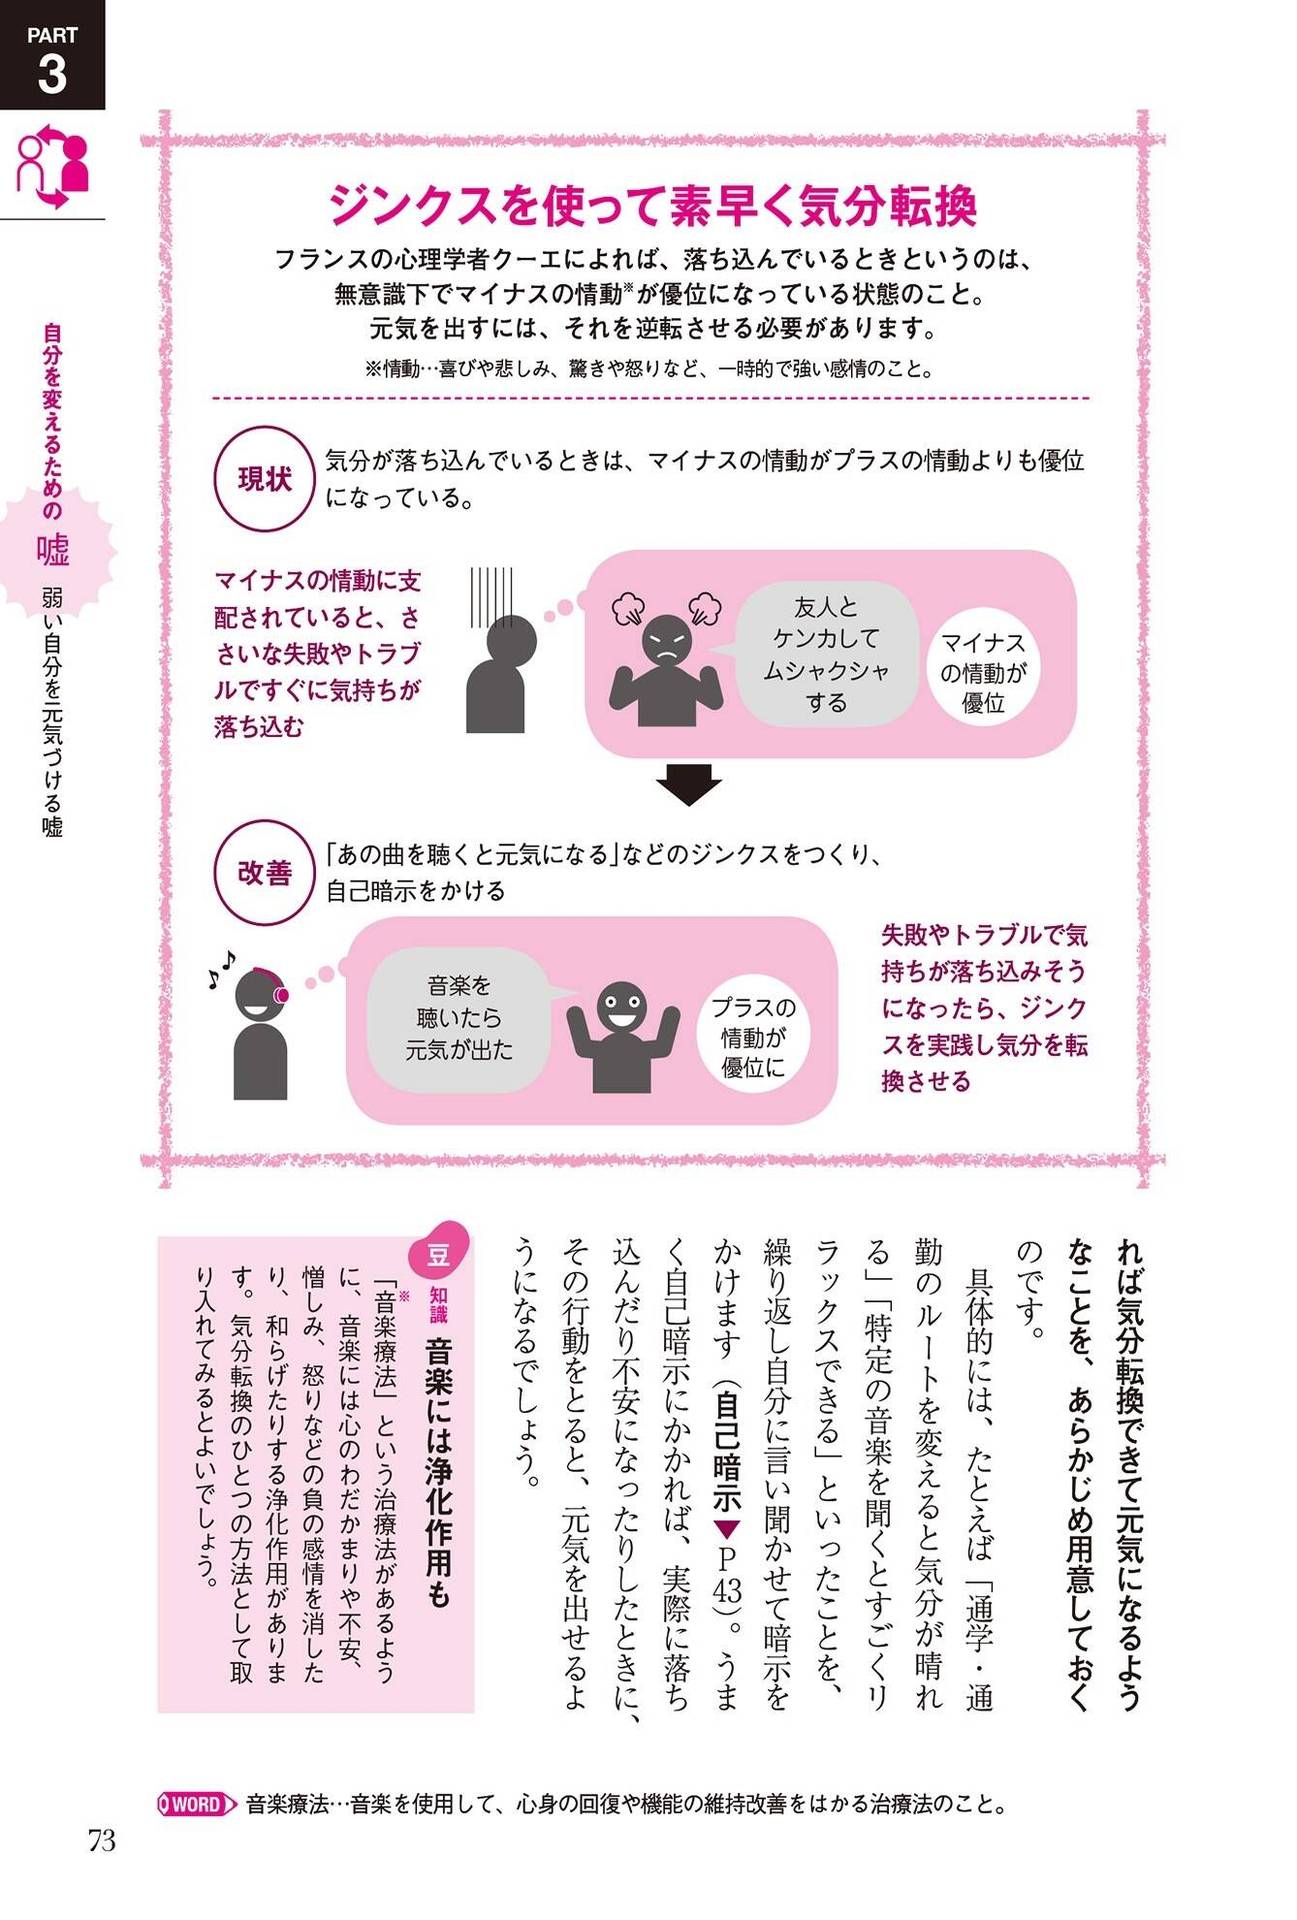 PART
3
自分を変えるための
嘘
弱い自分を元気づける嘘
ジンクスを使って素早く気分転換
フランスの心理学者クーエによれば、落ち込んでいるときというのは、
無意識下でマイナスの情動※が優位になっている状態のこと。
元気を出すには、それを逆転させる必要があります。
※情動…喜びや悲しみ、驚きや怒りなど、一時的で強い感情のこと。
現状
気分が落ち込んでいるときは、マイナスの情動がプラスの情動よりも優位
になっている。
マイナスの情動に支
配されていると、さ
さいな失敗やトラブ
ルですぐに気持ちが
落ち込む
友人と
ケンカして
ムシャクシャ
する
マイナス
の情動が
優位
改善
「あの曲を聴くと元気になる」などのジンクスをつくり、
自己暗示をかける
音楽を
聴いたら
元気が出た
プラスの
情動が
優位に
失敗やトラブルで気
持ちが落ち込みそう
になったら、ジンク
スを実践し気分を転
換させる
れば気分転換できて元気になるよう
なことを、あらかじめ用意しておく
のです。
具体的には、たとえば「通学・通
勤のルートを変えると気分が晴れ
る」「特定の音楽を聞くとすごくリ
ラックスできる」といったことを、
繰り返し自分に言い聞かせて暗示を
かけます（自己暗示▼P43）。うま
く自己暗示にかかれば、実際に落ち
込んだり不安になったりしたときに、
その行動をとると、元気を出せるよ
うになるでしょう。
豆知識 音楽には浄化作用も
「音楽療法※」という治療法があるよう
に、音楽には心のわだかまりや不安、
憎しみ、怒りなどの負の感情を消した
り、和らげたりする浄化作用がありま
す。気分転換のひとつの方法として取
り入れてみるとよいでしょう。
WORD 音楽療法…音楽を使用して、心身の回復や機能の維持改善をはかる治療法のこと。
73